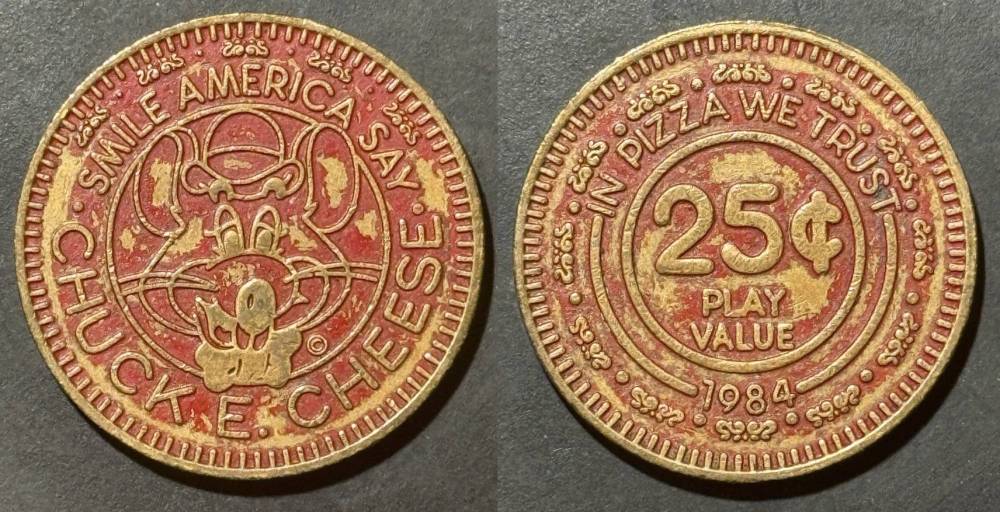 · SMILE AMERICA SAY ·
CHUCK E. CHEESE
©
IN PIZZA WE TRUST
25¢
PLAY
VALUE
1984